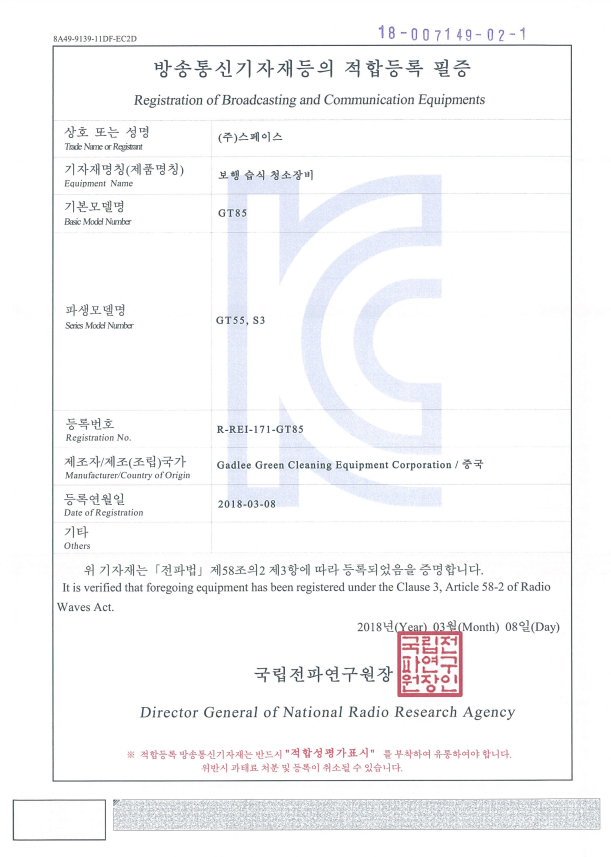 8A49-9139-11DF-EC2D
18-007149-02-1
방송통신기자재등의 적합등록 필증
Registration of Broadcasting and Communication Equipments
상호 또는 성명
Trade Name or Registrant
(주)스페이스
기자재명칭(제품명칭)
Equipment Name
보행 습식 청소장비
기본모델명
Basic Model Number
GT85
파생모델명
Series Model Number
GT55, S3
등록번호
Registration No.
R-REI-171-GT85
제조자/제조(조립)국가
Manufacturer/Country of Origin
Gadlee Green Cleaning Equipment Corporation / 중국
등록연월일
Date of Registration
2018-03-08
기타
Others
위 기자재는「전파법」제58조의2 제3항에 따라 등록되었음을 증명합니다.
It is verified that foregoing equipment has been registered under the Clause 3, Article 58-2 of Radio
Waves Act.
2018년(Year) 03월(Month) 08일(Day)
국립전파연구원장
국립전
파연구
원장인
Director General of National Radio Research Agency
※ 적합등록 방송통신기자재는 반드시 "적합성평가표시" 를 부착하여 유통하여야 합니다.
위반시 과태료 처분 및 등록이 취소될 수 있습니다.